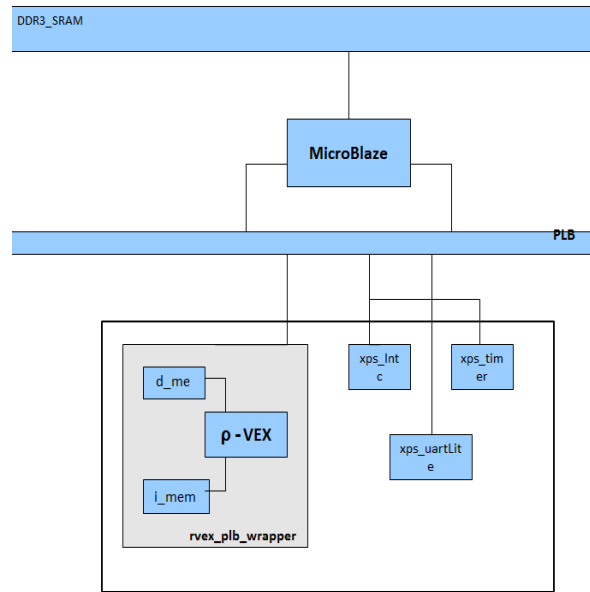 DDR3_SRAM
MicroBlaze
PLB
xps_Int
c
xps_tim
er
d_me
ρ - VEX
xps_uartLit
e
i_mem
rvex_plb_wrapper